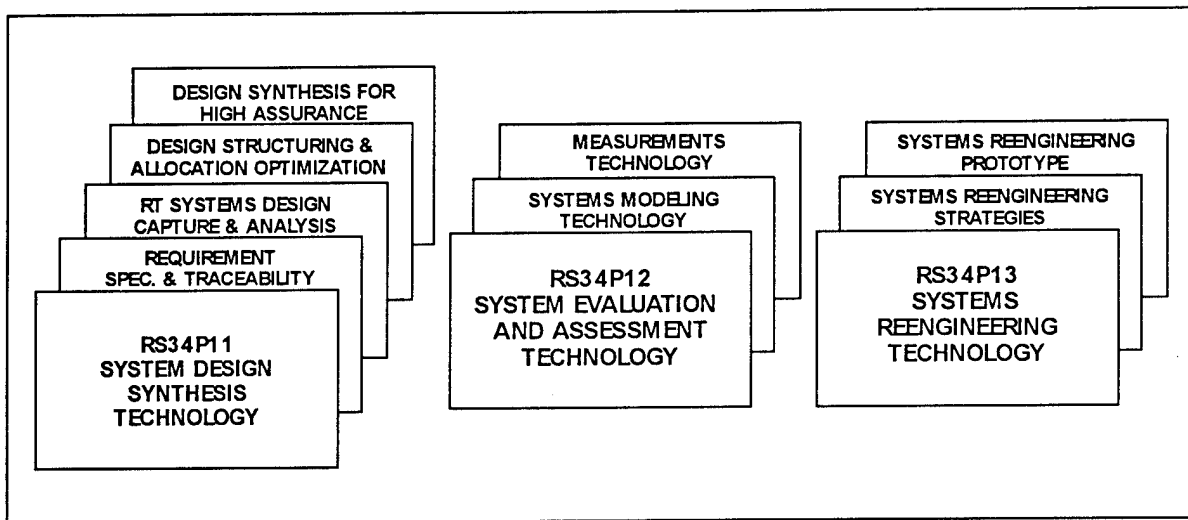 DESIGN SYNTHESIS FOR
HIGH ASSURANCE
DESIGN STRUCTURING &
ALLOCATION OPTIMIZATION
RT SYSTEMS DESIGN
CAPTURE & ANALYSIS
REQUIREMENT
SPEC. & TRACEABILITY
RS34P11
SYSTEM DESIGN
SYNTHESIS
TECHNOLOGY
MEASUREMENTS
TECHNOLOGY
SYSTEMS MODELING
TECHNOLOGY
RS34P12
SYSTEM EVALUATION
AND ASSESSMENT
TECHNOLOGY
SYSTEMS REENGINEERING
PROTOTYPE
SYSTEMS REENGINEERING
STRATEGIES
RS34P13
SYSTEMS
REENGINEERING
TECHNOLOGY